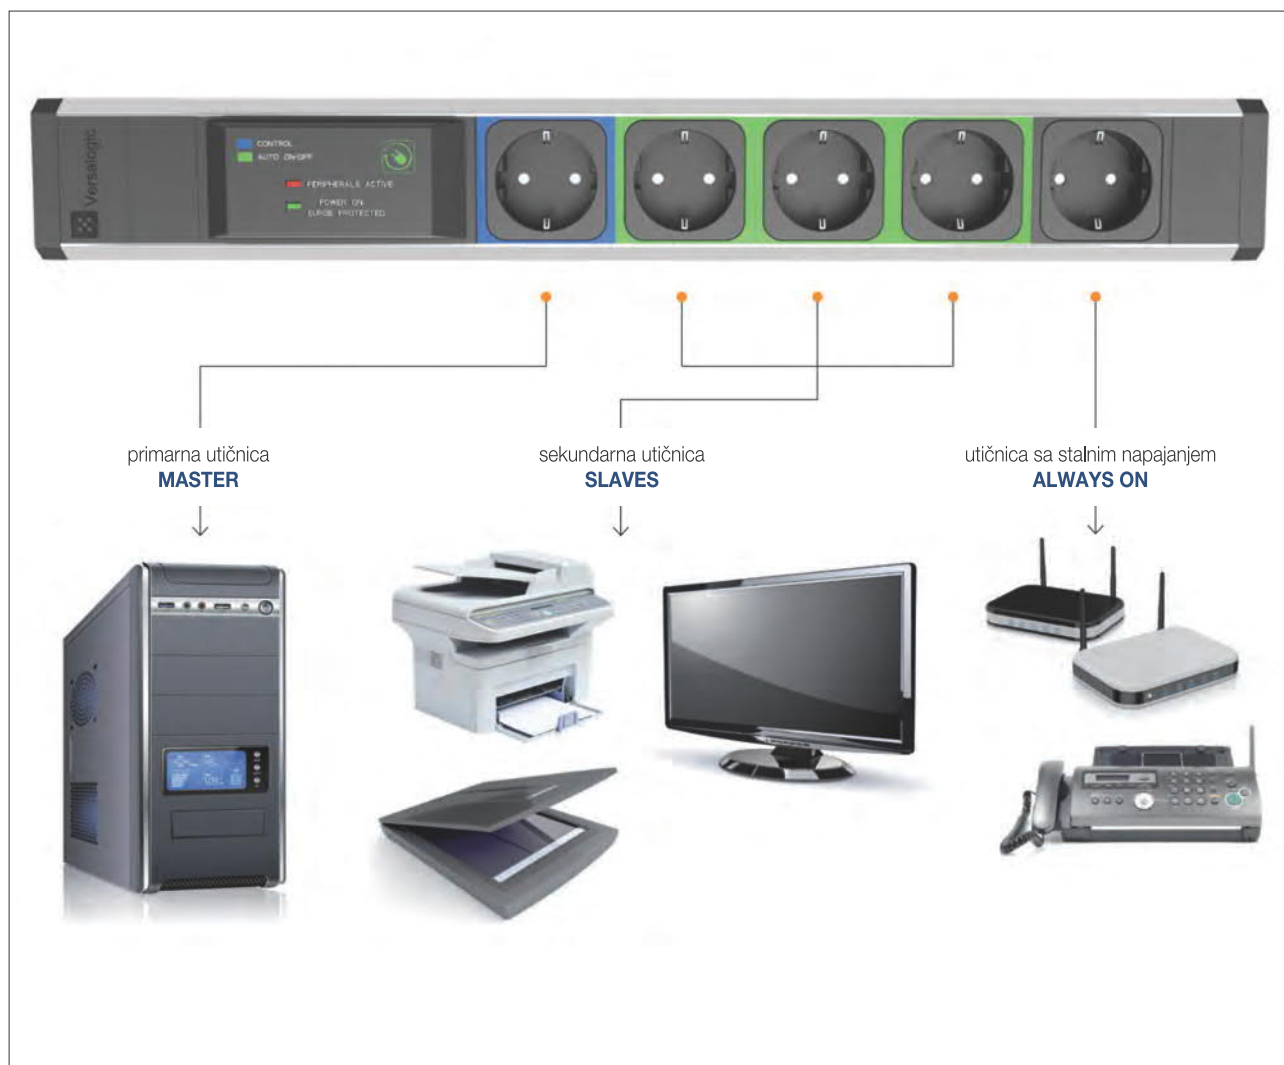 Versalogic
CONTROL
AUTO ON/OFF
PERIPHERALS ACTIVE
POWER ON
SURGE PROTECTED
primarna utičnica
MASTER
sekundarna utičnica
SLAVES
utičnica sa stalnim napajanjem
ALWAYS ON